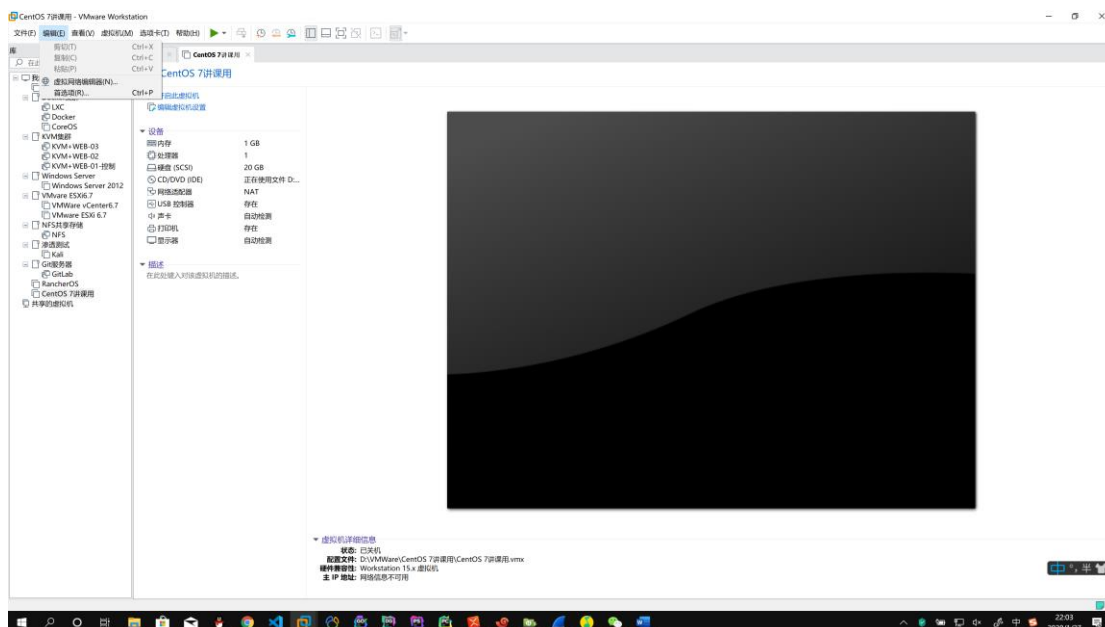 CentOS 7讲课用 - VMware Workstation
文件(F) 编辑(E) 查看(V) 虚拟机(M) 选项卡(T) 帮助(H)
库
剪切(T) Ctrl+X
复制(C) Ctrl+C
粘贴(P) Ctrl+V
虚拟网络编辑器(N)...
首选项(R)... Ctrl+P
CentOS 7讲课用
CentOS 7讲课用
开启此虚拟机
编辑虚拟机设置
LXC
Docker
CoreOS
KVM集群
KVM+WEB-03
KVM+WEB-02
KVM+WEB-01-控制
Windows Server
Windows Server 2012
VMvare ESXi6.7
VMWare vCenter6.7
VMware ESXi 6.7
NFS共享存储
NFS
渗透测试
Kali
Git服务器
GitLab
RancherOS
CentOS 7讲课用
共享的虚拟机
设备
内存 1 GB
处理器 1
硬盘 (SCSI) 20 GB
CD/DVD (IDE) 正在使用文件 D:...
网络适配器 NAT
USB 控制器 存在
声卡 自动检测
打印机 存在
显示器 自动检测
描述
在此处键入对该虚拟机的描述。
虚拟机详细信息
状态: 已关机
配置文件: D:\VMWare\CentOS 7讲课用\CentOS 7讲课用.vmx
硬件兼容性: Workstation 15.x 虚拟机
主 IP 地址: 网络信息不可用
中 °, 半
中
22:03